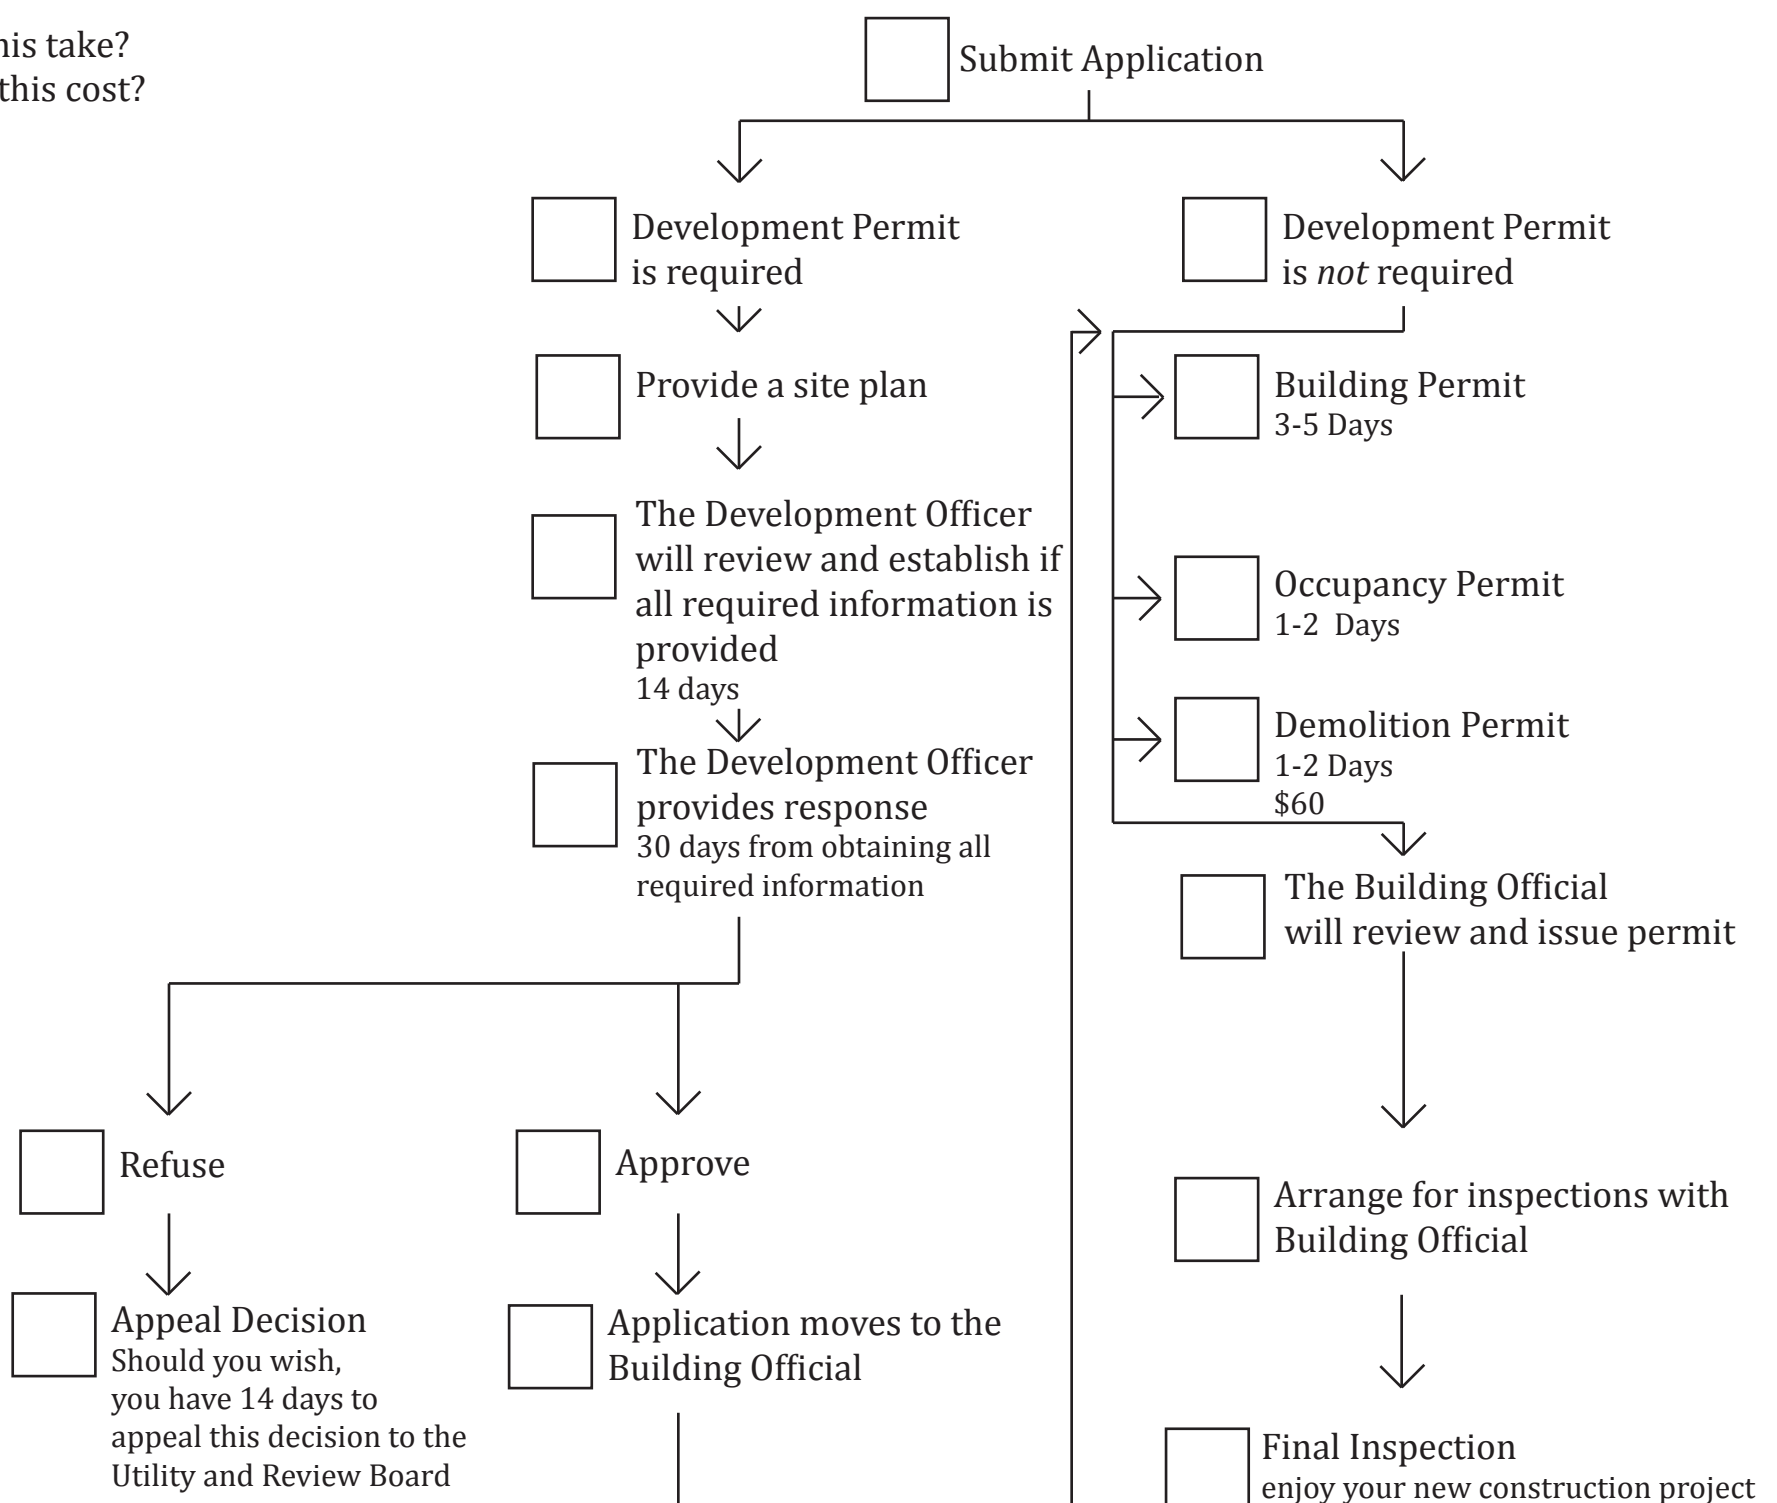 his take?
this cost?
Submit Application
Development Permit
is required
Development Permit
is not required
Provide a site plan
Building Permit
3-5 Days
The Development Officer
will review and establish if
all required information is
provided
14 days
Occupancy Permit
1-2 Days
Demolition Permit
1-2 Days
$60
The Development Officer
provides response
30 days from obtaining all
required information
The Building Official
will review and issue permit
Refuse
Approve
Arrange for inspections with
Building Official
Appeal Decision
Should you wish,
you have 14 days to
appeal this decision to the
Utility and Review Board
Application moves to the
Building Official
Final Inspection
enjoy your new construction project